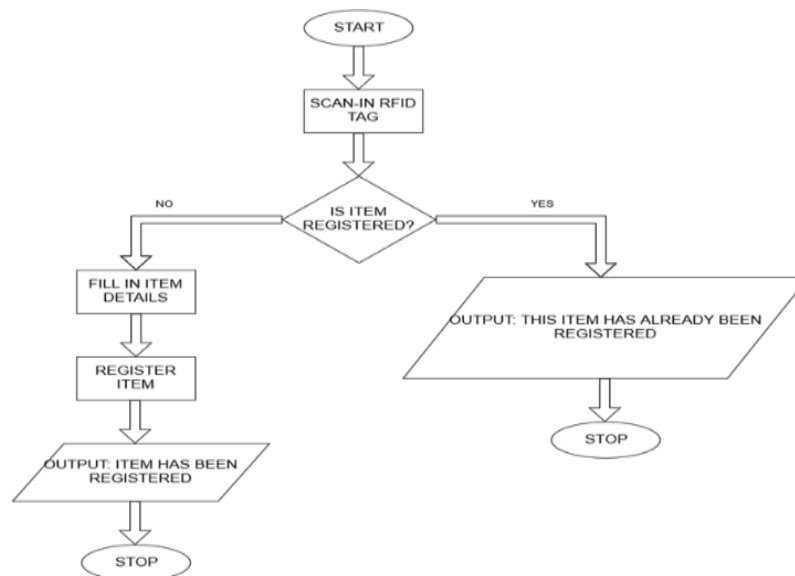 START
SCAN-IN RFID
TAG
IS ITEM
REGISTERED?
NO
YES
FILL IN ITEM
DETAILS
REGISTER
ITEM
OUTPUT: ITEM HAS BEEN
REGISTERED
STOP
OUTPUT: THIS ITEM HAS ALREADY BEEN
REGISTERED
STOP